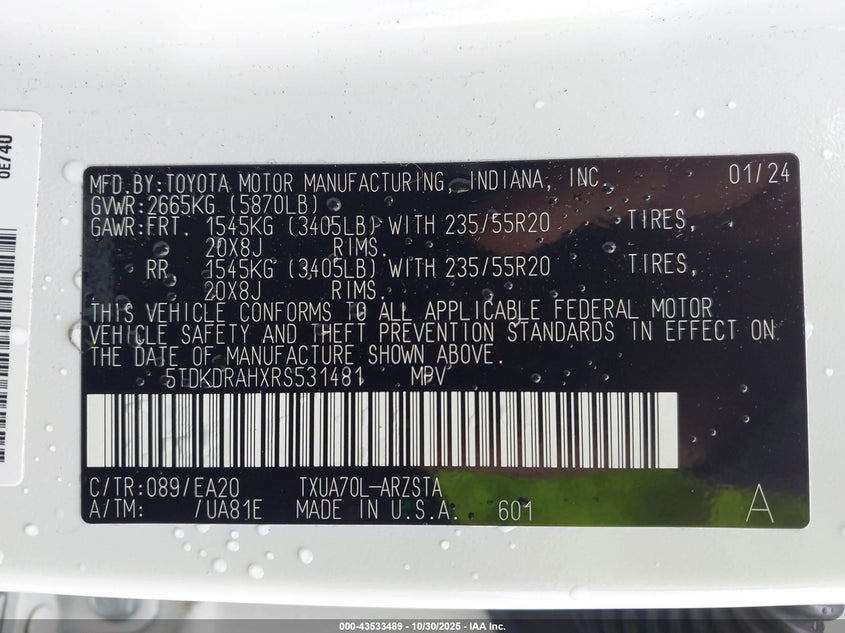 0E740
MFD.BY:TOYOTA MOTOR MANUFACTURING, INDIANA, INC. 01/24
GVWR:2665KG (5870LB)
GAWR:FRT. 1545KG (3405LB) WITH 235/55R20 TIRES,
20X8J RIMS.
RR 1545KG (3405LB) WITH 235/55R20 TIRES,
20X8J RIMS.
THIS VEHICLE CONFORMS TO ALL APPLICABLE FEDERAL MOTOR
VEHICLE SAFETY AND THEFT PREVENTION STANDARDS IN EFFECT ON
THE DATE OF MANUFACTURE SHOWN ABOVE.
5TDKDRAHXRS531481 MPV
C/TR:089/EA20 TXUA70L-ARZSTA
A/TM: /UA81E MADE IN U.S.A. 601 A
000-43533489 - 10/30/2025 - IAA Inc.